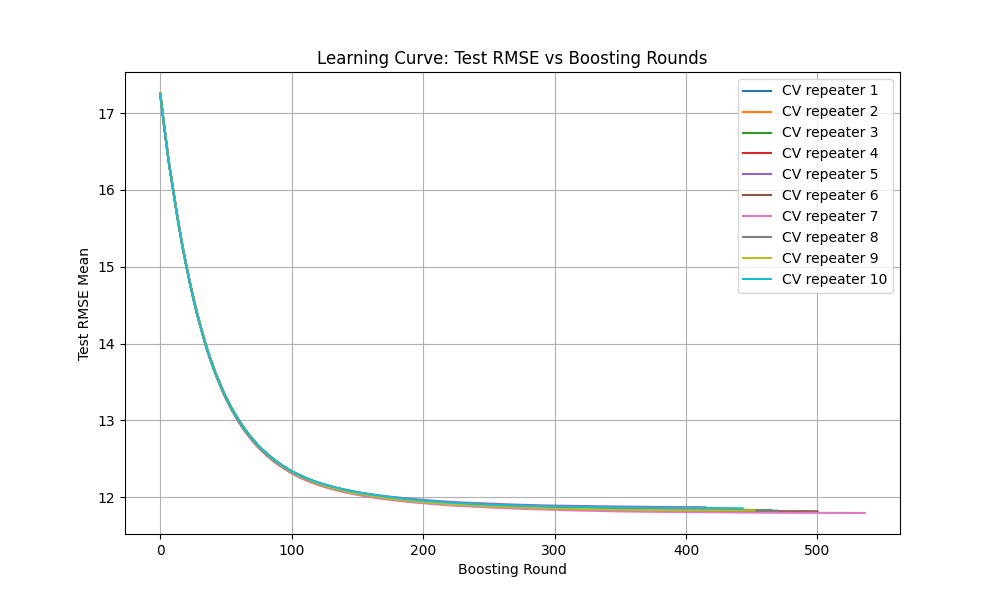 Learning Curve: Test RMSE vs Boosting Rounds
Test RMSE Mean
17
16
15
14
13
12
CV repeater 1
CV repeater 2
CV repeater 3
CV repeater 4
CV repeater 5
CV repeater 6
CV repeater 7
CV repeater 8
CV repeater 9
CV repeater 10
0 100 200 300 400 500
Boosting Round